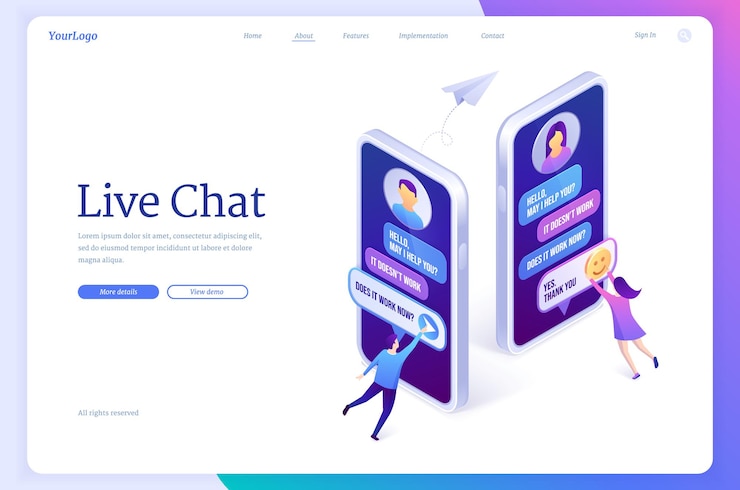 YourLogo
Home
About
Features
Implementation
Contact
Sign In
Live Chat
Lorem ipsum dolor sit amet, consectetur adipiscing elit,
sed do eiusmod tempor incididunt ut labore et dolore
magna aliqua.
More details
View demo
All rights reserved
HELLO,
MAY I HELP YOU?
IT DOESN'T WORK
DOES IT WORK NOW?
HELLO,
MAY I HELP YOU?
IT DOESN'T WORK
DOES IT WORK NOW?
YES.
THANK YOU